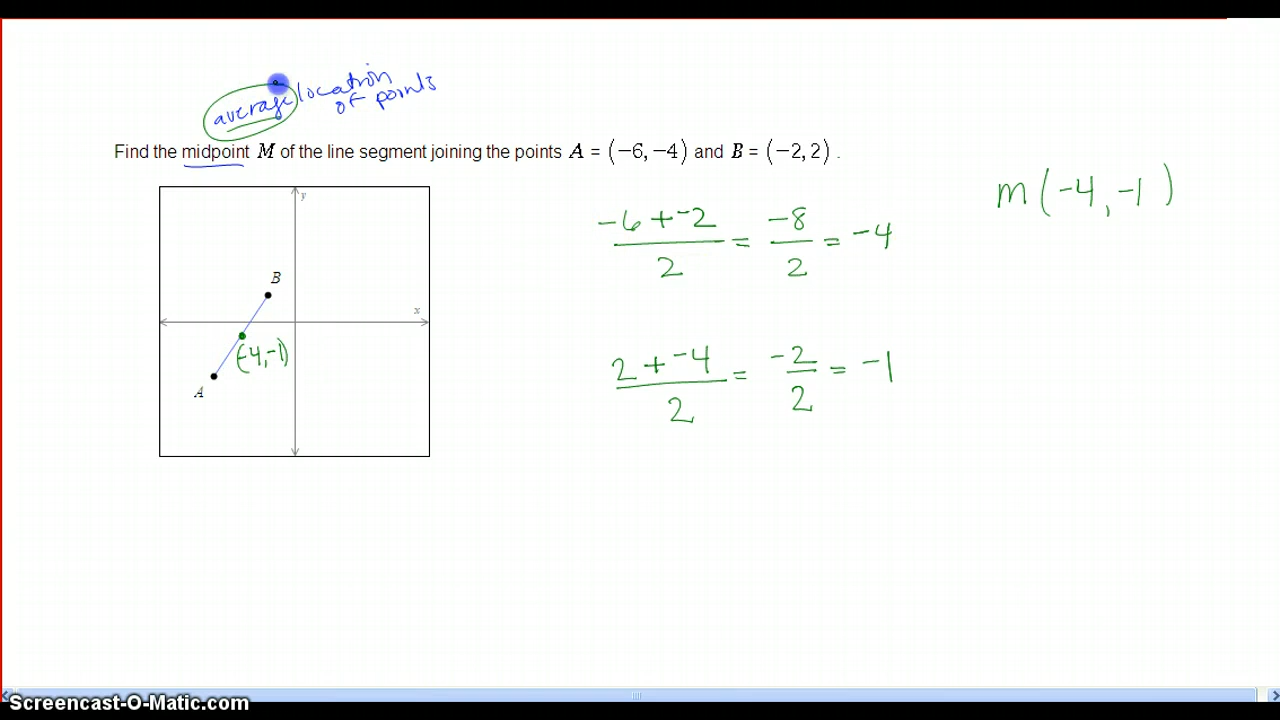 average location
of points
Find the midpoint M of the line segment joining the points A = (−6, −4) and B = (−2, 2) .
y
B
x
(-4, -1)
A
-6 + -2
2
= -8
2
= -4
2 + -4
2
= -2
2
= -1
m (-4, -1)
Screencast-O-Matic.com